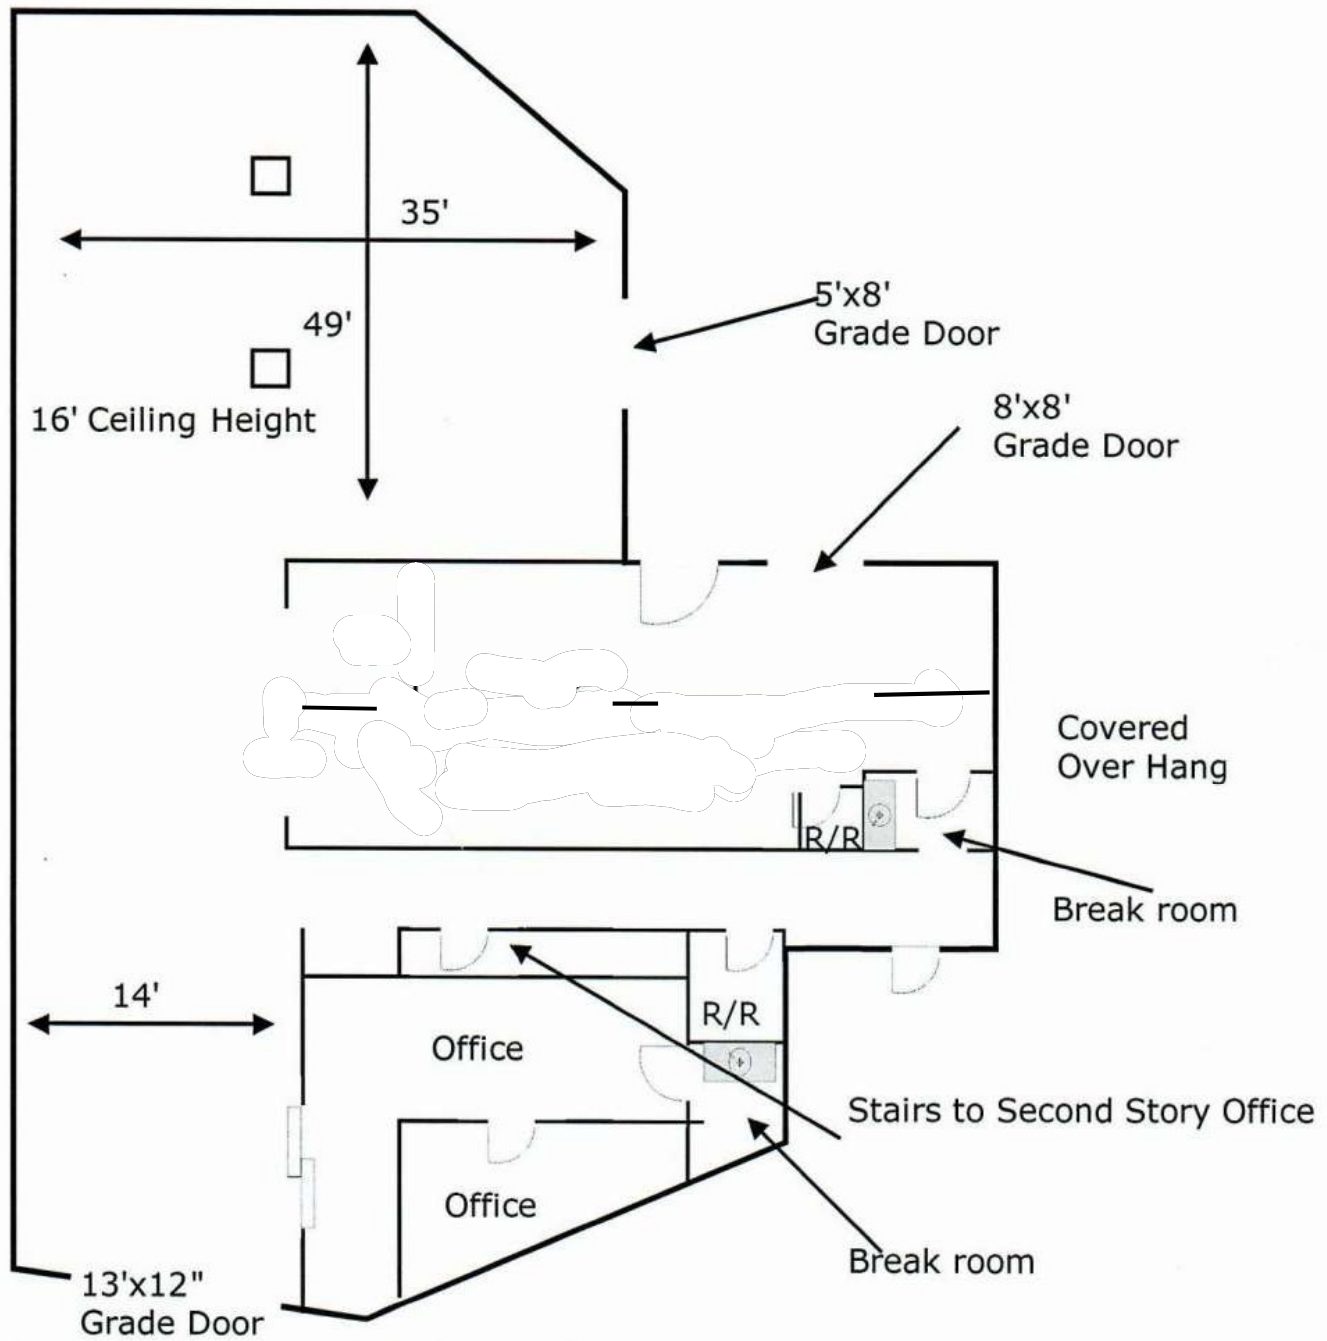 35'
49'
5'x8'
Grade Door
16' Ceiling Height
8'x8'
Grade Door
Covered
Over Hang
R/R
Break room
14'
R/R
Office
Stairs to Second Story Office
Office
Break room
13'x12"
Grade Door